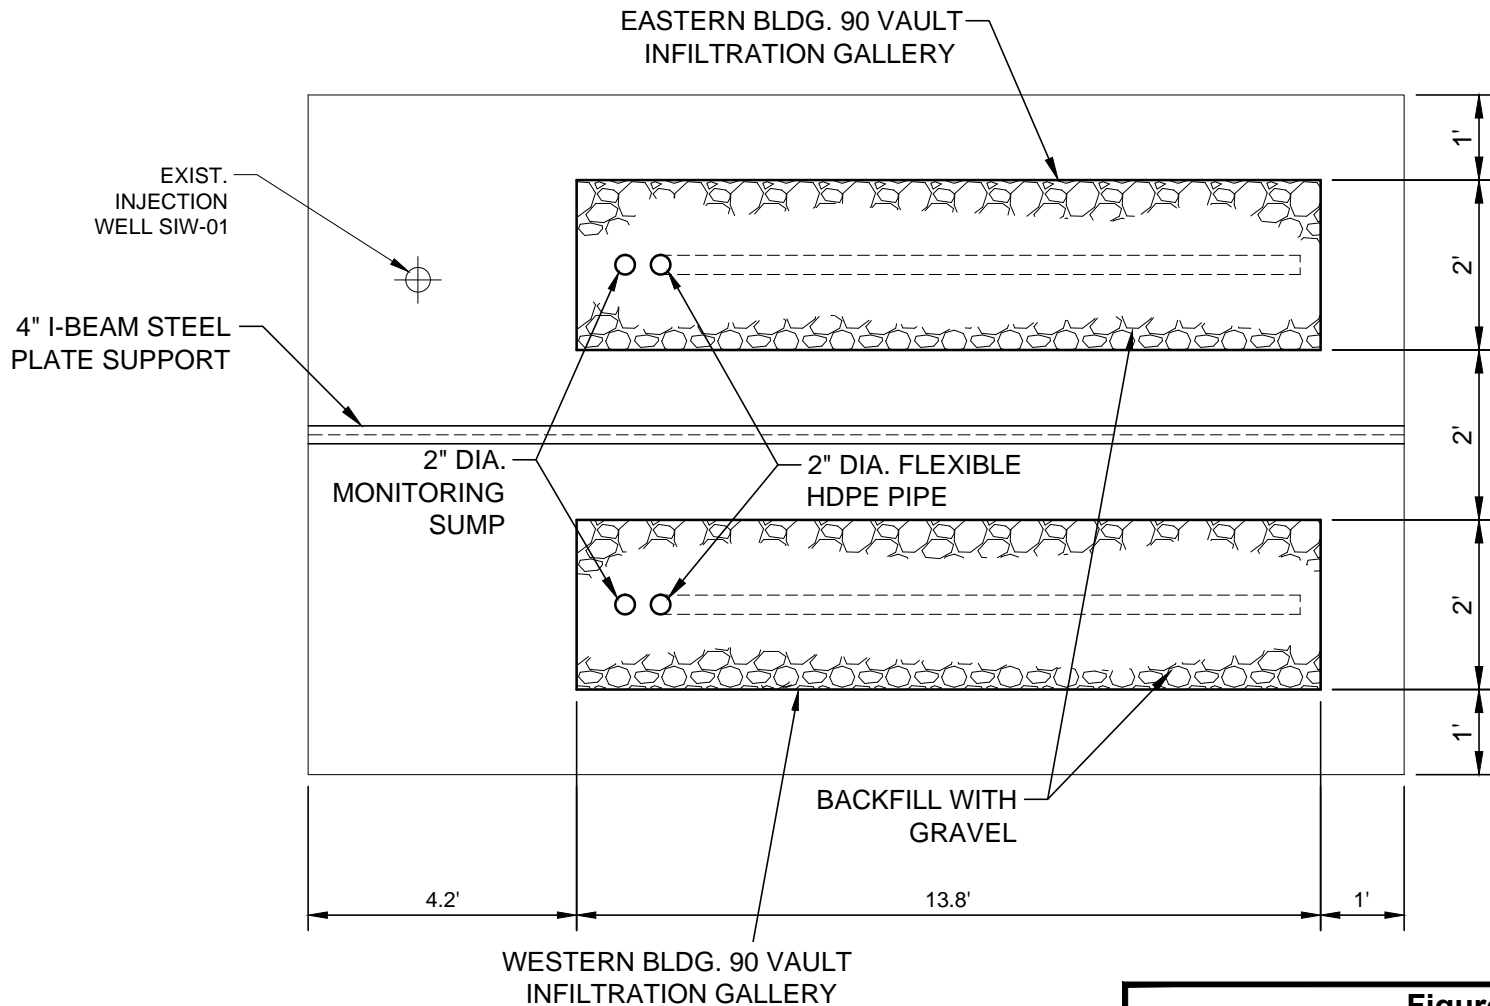 EASTERN BLDG. 90 VAULT
INFILTRATION GALLERY
1'
EXIST.
INJECTION
WELL SIW-01
2'
4" I-BEAM STEEL
PLATE SUPPORT
2'
2" DIA.
MONITORING
SUMP
2" DIA. FLEXIBLE
HDPE PIPE
2'
1'
BACKFILL WITH
GRAVEL
4.2'
13.8'
1'
WESTERN BLDG. 90 VAULT
INFILTRATION GALLERY
Figure